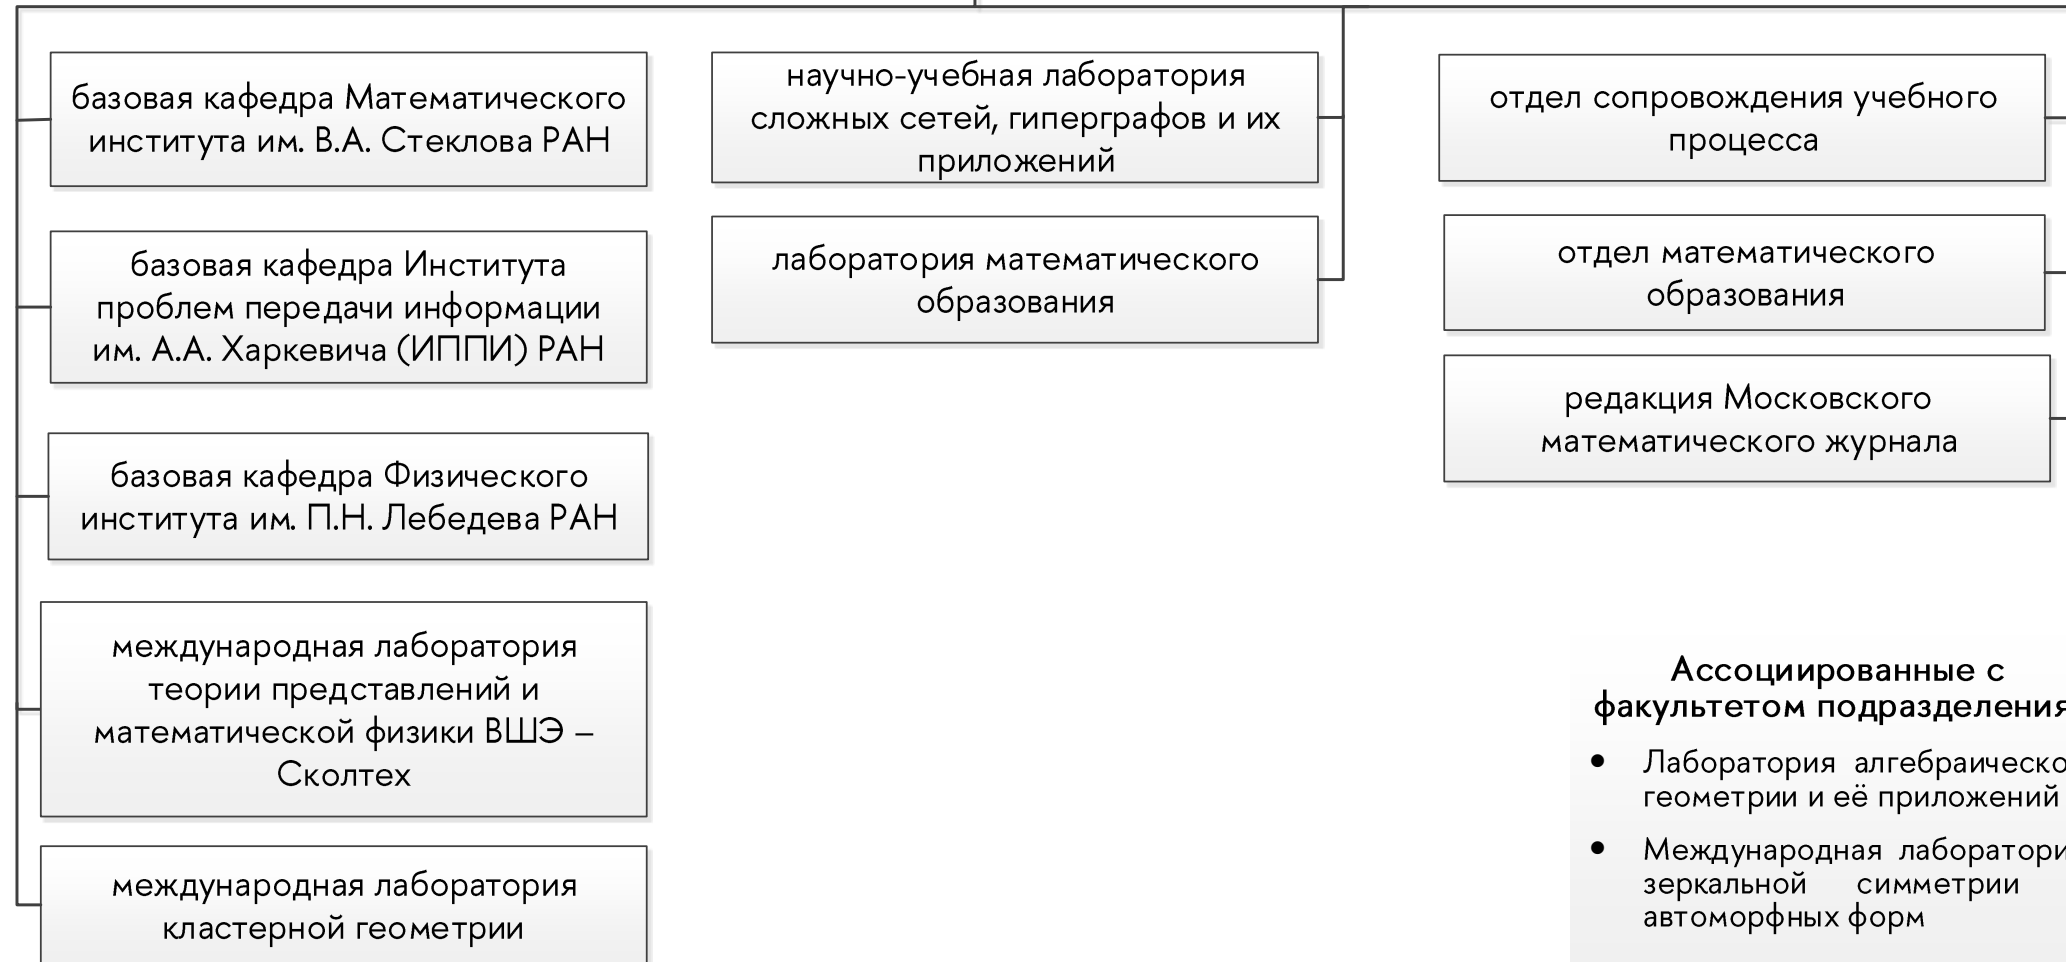 базовая кафедра Математического
института им. В.А. Стеклова РАН
базовая кафедра Института
проблем передачи информации
им. А.А. Харкевича (ИППИ) РАН
базовая кафедра Физического
института им. П.Н. Лебедева РАН
международная лаборатория
теории представлений и
математической физики ВШЭ –
Сколтех
международная лаборатория
кластерной геометрии
научно-учебная лаборатория
сложных сетей, гиперграфов и их
приложений
лаборатория математического
образования
отдел сопровождения учебного
процесса
отдел математического
образования
редакция Московского
математического журнала
Ассоциированные с
факультетом подразделения
• Лаборатория алгебраическо
геометрии и её приложений
• Международная лаборатори
зеркальной симметрии
автоморфных форм